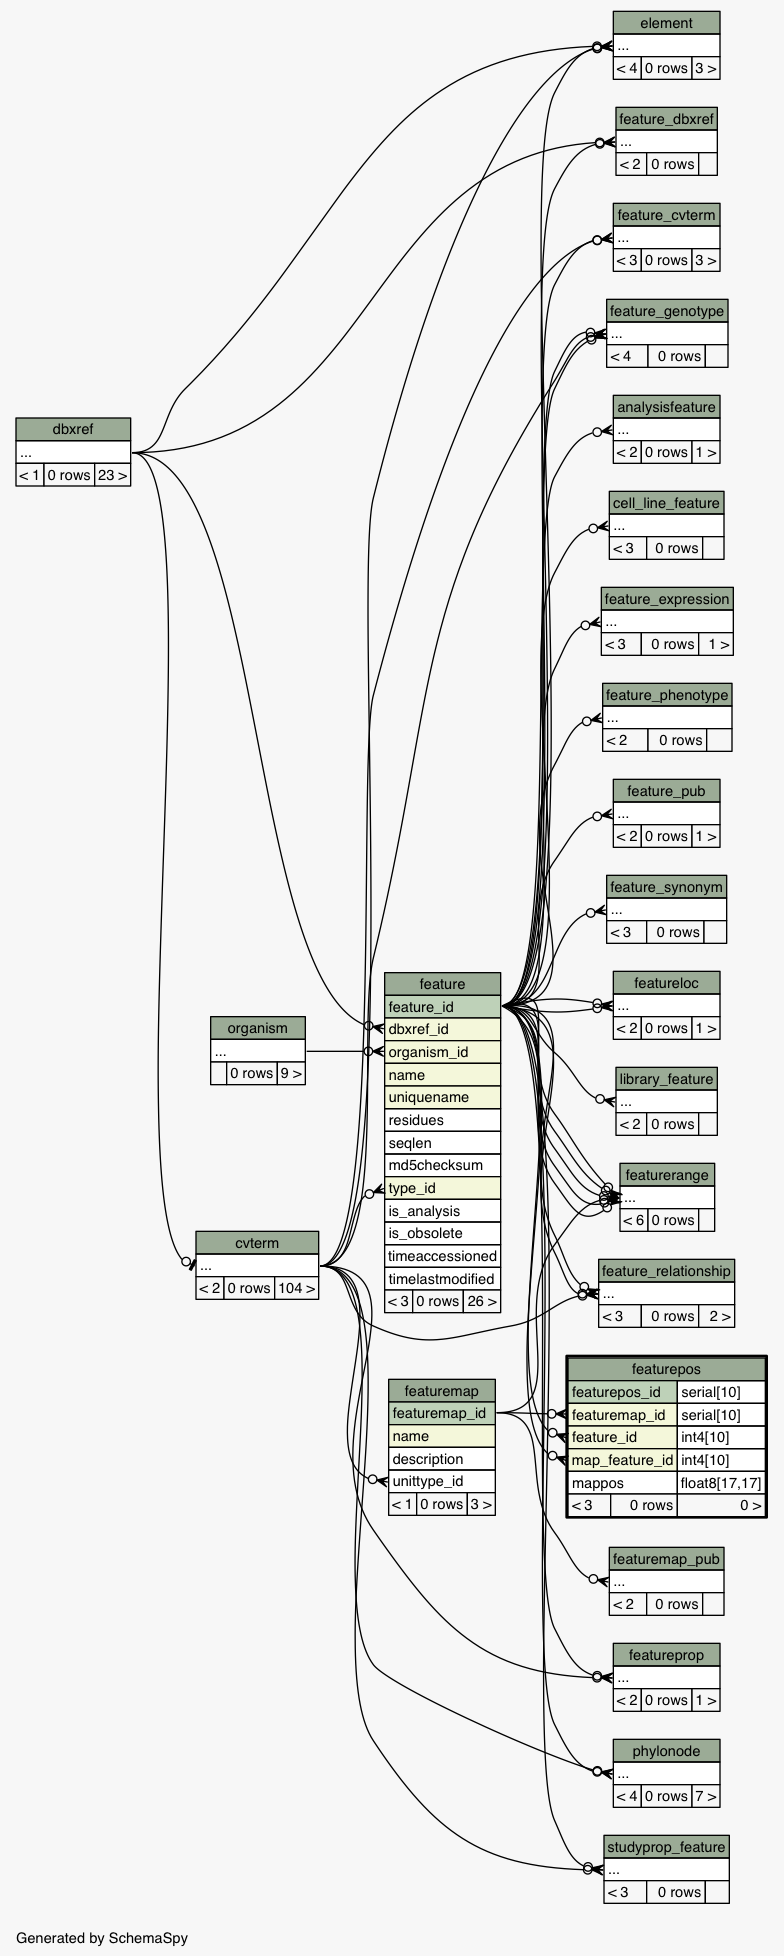 element
...
< 4 0 rows 3 >
feature_dbxref
...
< 2 0 rows
feature_cvterm
...
< 3 0 rows 3 >
feature_genotype
...
< 4 0 rows
analysisfeature
...
< 2 0 rows 1 >
dbxref
...
< 1 0 rows 23 >
cell_line_feature
...
< 3 0 rows
feature_expression
...
< 3 0 rows 1 >
feature_phenotype
...
< 2 0 rows
feature_pub
...
< 2 0 rows 1 >
feature_synonym
...
< 3 0 rows
feature
feature_id
dbxref_id
organism_id
name
uniquename
residues
seqlen
md5checksum
type_id
is_analysis
is_obsolete
timeaccessioned
timelastmodified
< 3 0 rows 26 >
featureloc
...
< 2 0 rows 1 >
organism
...
0 rows 9 >
library_feature
...
< 2 0 rows
featurerange
...
< 6 0 rows
cvterm
...
< 2 0 rows 104 >
feature_relationship
...
< 3 0 rows 2 >
featuremap
featuremap_id
name
description
unittype_id
< 1 0 rows 3 >
featurepos
featurepos_id serial[10]
featuremap_id serial[10]
feature_id int4[10]
map_feature_id int4[10]
mappos float8[17,17]
< 3 0 rows 0 >
featuremap_pub
...
< 2 0 rows
featureprop
...
< 2 0 rows 1 >
phylonode
...
< 4 0 rows 7 >
studyprop_feature
...
< 3 0 rows
Generated by SchemaSpy